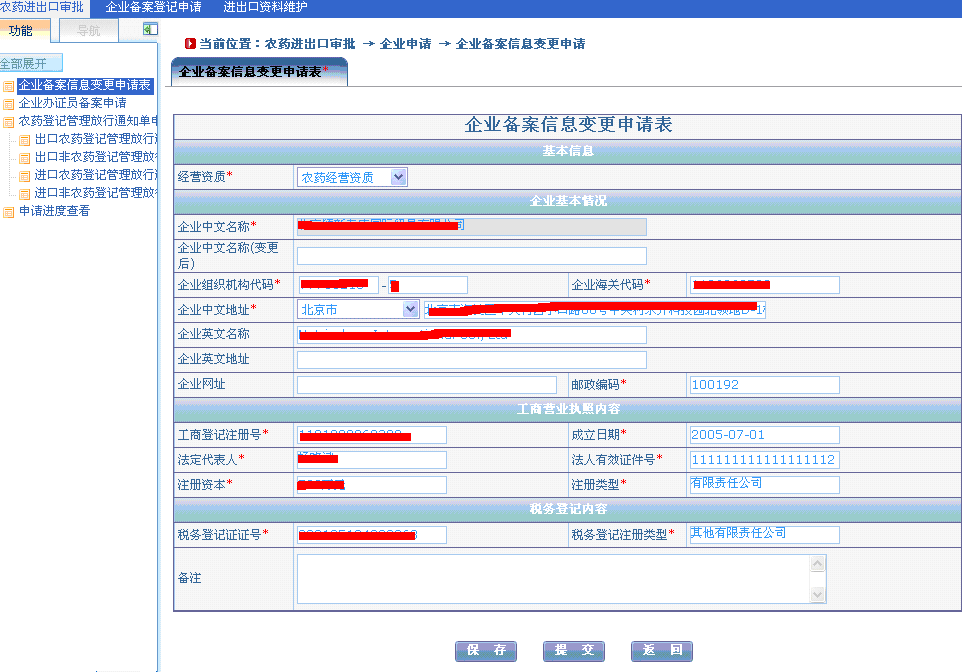 农药进出口审批 企业备案登记申请 进出口资料维护
功能 导航
全部展开
企业备案信息变更申请表
企业办证员备案申请
农药登记管理放行通知单申
出口农药登记管理放行
出口非农药登记管理放
进口农药登记管理放行
进口非农药登记管理放
申请进度查看
当前位置：农药进出口审批 → 企业申请 → 企业备案信息变更申请
企业备案信息变更申请表*
企业备案信息变更申请表
基本信息
经营资质* 农药经营资质
企业基本情况
企业中文名称*
企业中文名称(变更
后)
企业组织机构代码* - 企业海关代码*
企业中文地址* 北京市
企业英文名称
企业英文地址
企业网址 邮政编码* 100192
工商营业执照内容
工商登记注册号* 成立日期* 2005-07-01
法定代表人* 法人有效证件号* 111111111111111112
注册资本* 注册类型* 有限责任公司
税务登记内容
税务登记证证号* 税务登记注册类型* 其他有限责任公司
备注
保 存 提 交 返 回